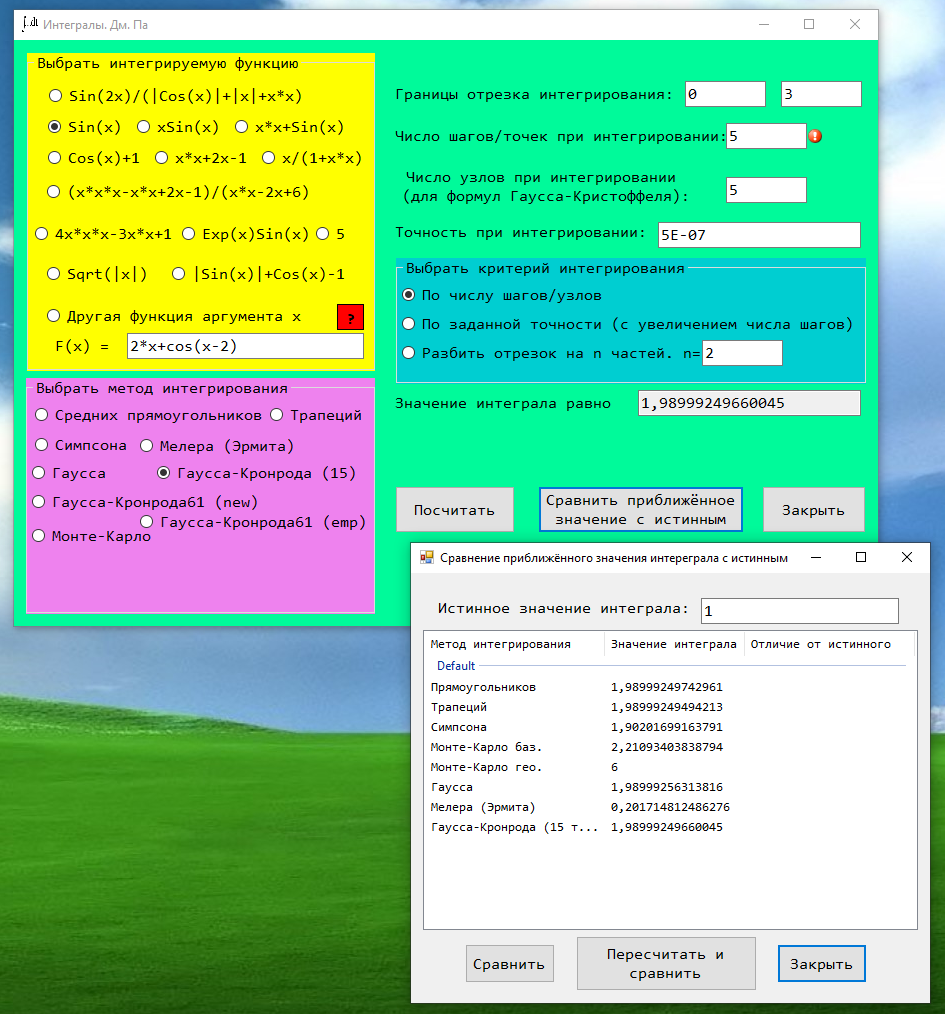 ∫..dt Интегралы. Дм. Па
Выбрать интегрируемую функцию
Sin(2x)/(|Cos(x)|+|x|+x*x)
Sin(x) xSin(x) x*x+Sin(x)
Cos(x)+1 x*x+2x-1 x/(1+x*x)
(x*x*x-x*x+2x-1)/(x*x-2x+6)
4x*x*x-3x*x+1 Exp(x)Sin(x) 5
Sqrt(|x|) |Sin(x)|+Cos(x)-1
Другая функция аргумента x ?
F(x) = 2*x+cos(x-2)
Выбрать метод интегрирования
Средних прямоугольников Трапеций
Симпсона Мелера (Эрмита)
Гаусса Гаусса-Кронрода (15)
Гаусса-Кронрода61 (new)
Гаусса-Кронрода61 (emp)
Монте-Карло
Границы отрезка интегрирования: 0 3
Число шагов/точек при интегрировании: 5
Число узлов при интегрировании
(для формул Гаусса-Кристоффеля): 5
Точность при интегрировании: 5E-07
Выбрать критерий интегрирования
По числу шагов/узлов
По заданной точности (с увеличением числа шагов)
Разбить отрезок на n частей. n= 2
Значение интеграла равно 1,98999249660045
Посчитать
Сравнить приближённое
значение с истинным
Закрыть
Сравнение приближённого значения интереграла с истинным
Истинное значение интеграла: 1
Метод интегрирования Значение интеграла Отличие от истинного
Default
Прямоугольников 1,98999249742961
Трапеций 1,98999249494213
Симпсона 1,90201699163791
Монте-Карло баз. 2,21093403838794
Монте-Карло гео. 6
Гаусса 1,98999256313816
Мелера (Эрмита) 0,201714812486276
Гаусса-Кронрода (15 т... 1,98999249660045
Сравнить
Пересчитать и
сравнить
Закрыть